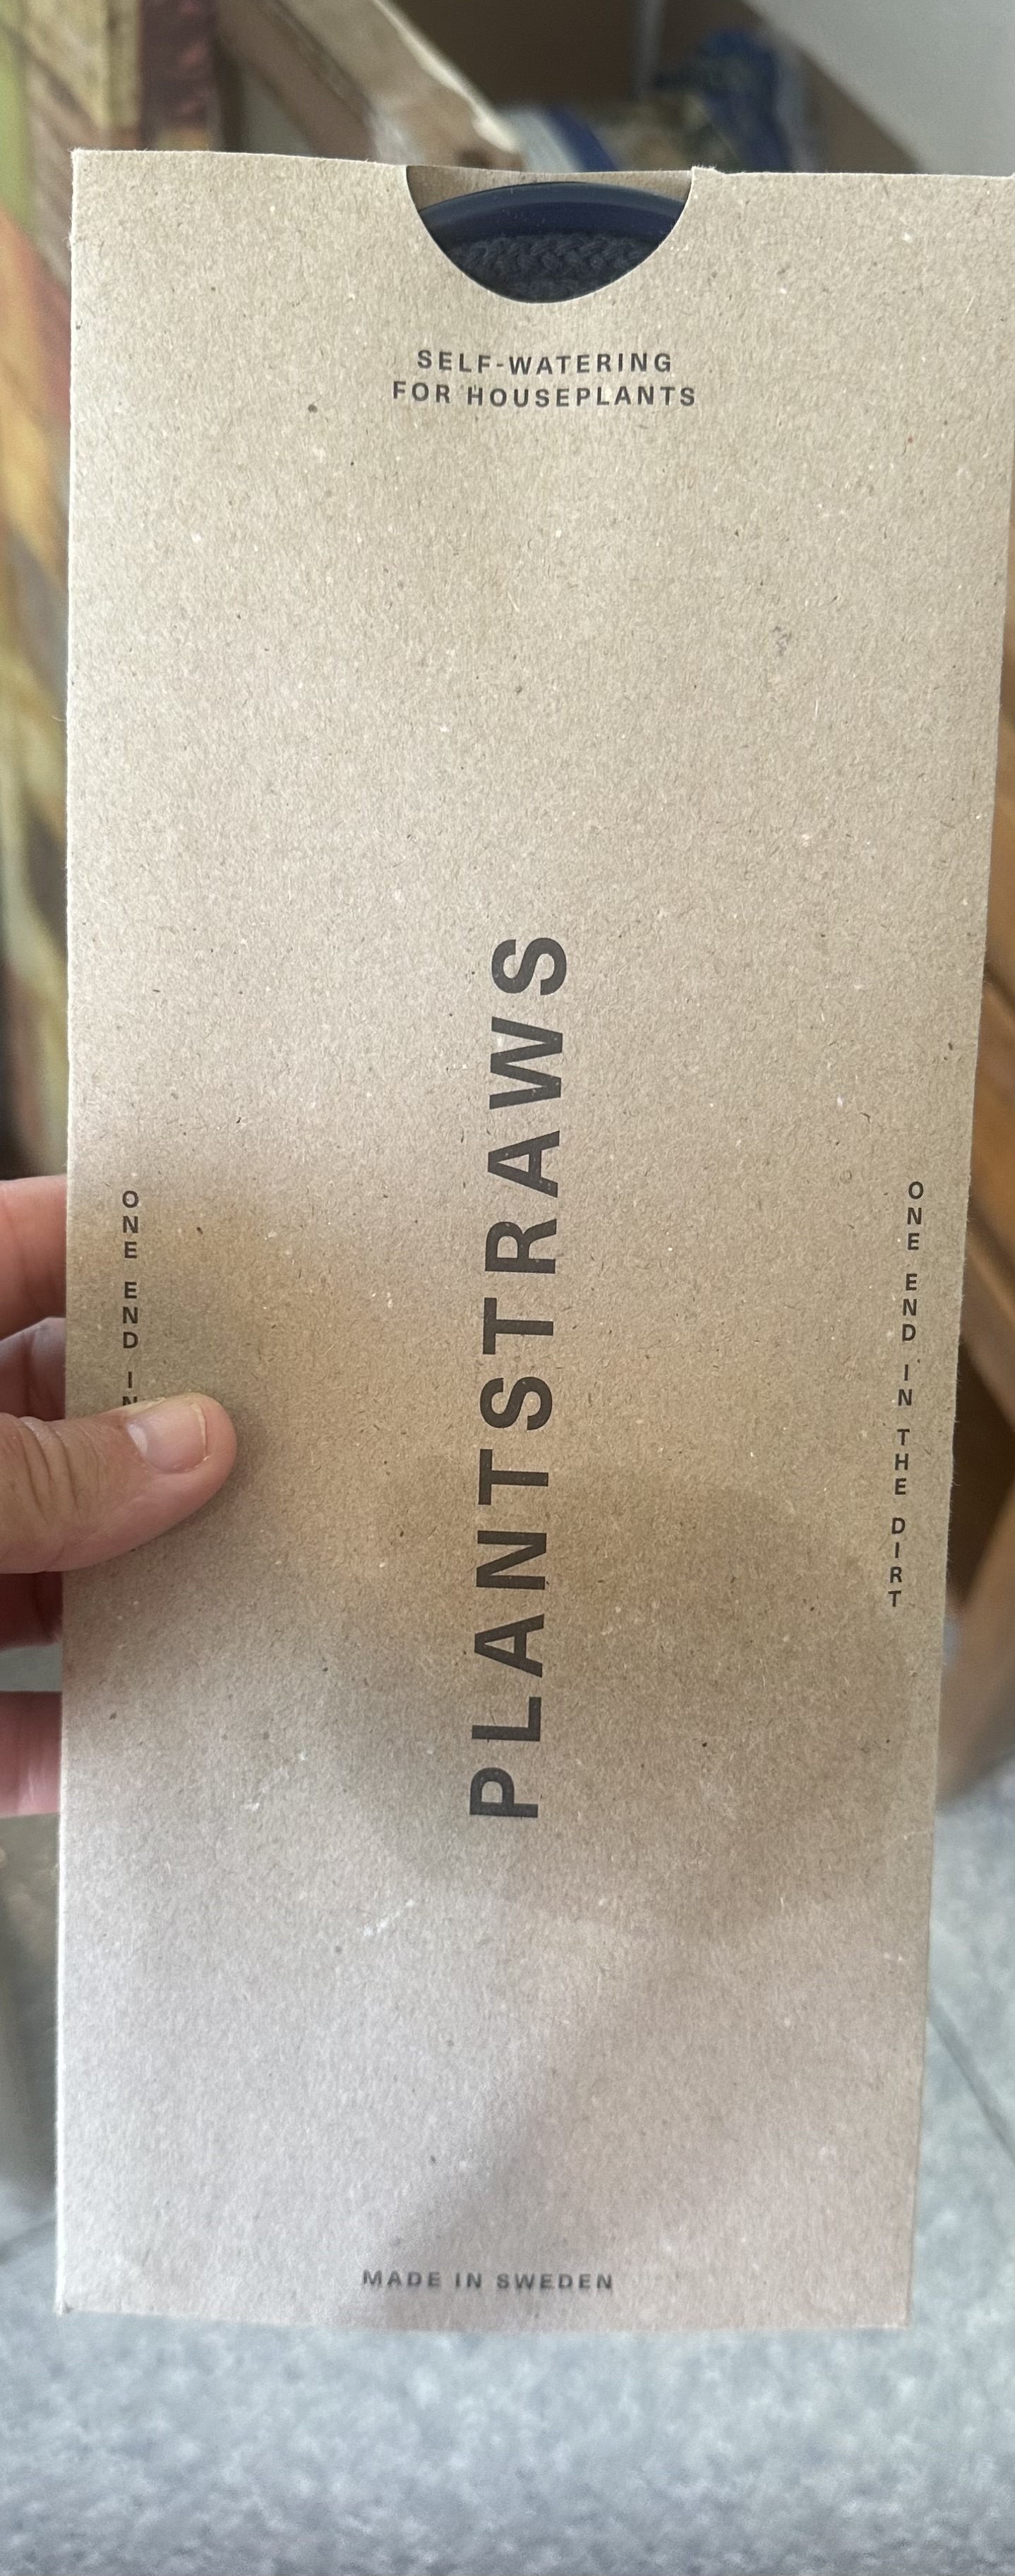 SELF-WATERING
FOR HOUSEPLANTS
PLANTSTRAWS
ONE END IN
ONE END IN THE DIRT
MADE IN SWEDEN